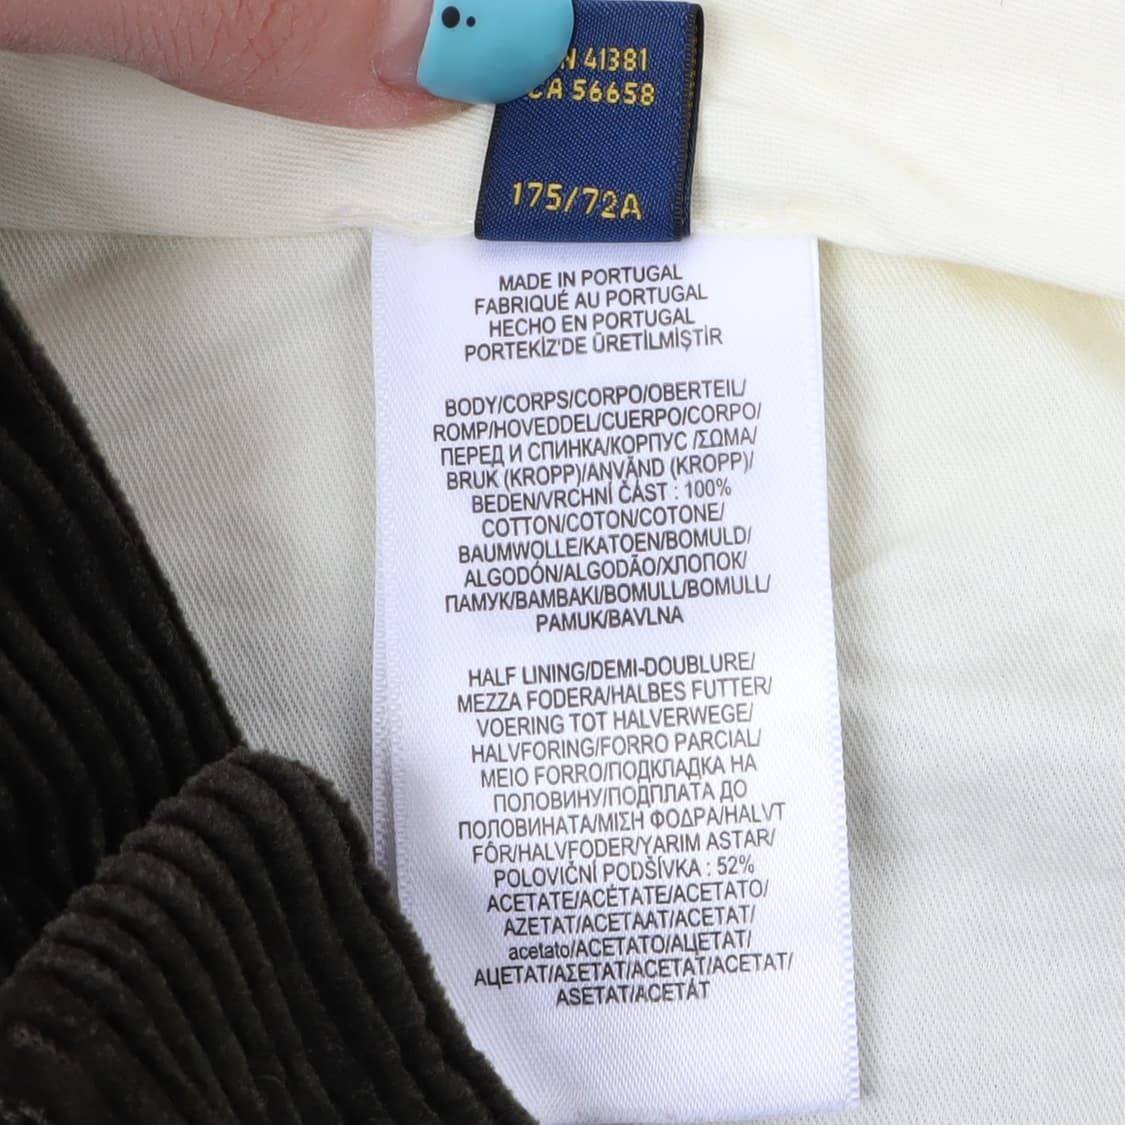 N 41381
CA 56658
175/72A
MADE IN PORTUGAL
FABRIQUÉ AU PORTUGAL
HECHO EN PORTUGAL
PORTEKİZ'DE ÜRETİLMİŞTİR
BODY/CORPS/CORPO/OBERTEIL/
ROMP/HOVEDDEL/CUERPO/CORPO/
ПЕРЕД И СПИНКА/КОРПУС /ΣΩΜΑ/
BRUK (KROPP)/ANVÄND (KROPP)/
BEDEN/VRCHNÍ ČÁST : 100%
COTTON/COTON/COTONE/
BAUMWOLLE/KATOEN/BOMULD/
ALGODÓN/ALGODÃO/ХЛОПОК/
ПАМУК/ΒΑΜΒΑΚΙ/BOMULL/BOMULL/
PAMUK/BAVLNA
HALF LINING/DEMI-DOUBLURE/
MEZZA FODERA/HALBES FUTTER/
VOERING TOT HALVERWEGE/
HALVFORING/FORRO PARCIAL/
MEIO FORRO/ПОДКЛАДКА НА
ПОЛОВИНУ/ПОДПЛАТА ДО
ПОЛОВИНАТА/ΜΙΣΗ ΦΟΔΡΑ/HALVT
FÔR/HALVFODER/YARIM ASTAR/
POLOVIČNÍ PODŠÍVKA : 52%
ACETATE/ACÉTATE/ACETATO/
AZETAT/ACETAAT/ACETAT/
acetato/ACETATO/АЦЕТАТ/
АЦЕТАТ/ΑΣΕΤΑΤ/ACETAT/ACETAT/
ASETAT/ACETÁT